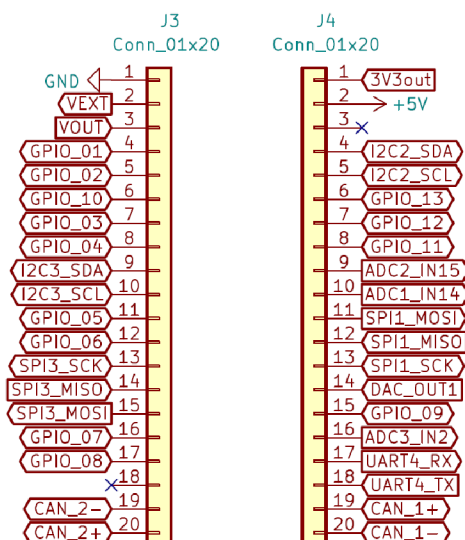 J3 J4
Conn_01x20 Conn_01x20
GND 1 1 3V3out
VEXT 2 2 +5V
VOUT 3 3
GPIO_01 4 4 I2C2_SDA
GPIO_02 5 5 I2C2_SCL
GPIO_10 6 6 GPIO_13
GPIO_03 7 7 GPIO_12
GPIO_04 8 8 GPIO_11
I2C3_SDA 9 9 ADC2_IN15
I2C3_SCL 10 10 ADC1_IN14
GPIO_05 11 11 SPI1_MOSI
GPIO_06 12 12 SPI1_MISO
SPI3_SCK 13 13 SPI1_SCK
SPI3_MISO 14 14 DAC_OUT1
SPI3_MOSI 15 15 GPIO_09
GPIO_07 16 16 ADC3_IN2
GPIO_08 17 17 UART4_RX
18 18 UART4_TX
CAN_2- 19 19 CAN_1+
CAN_2+ 20 20 CAN_1-